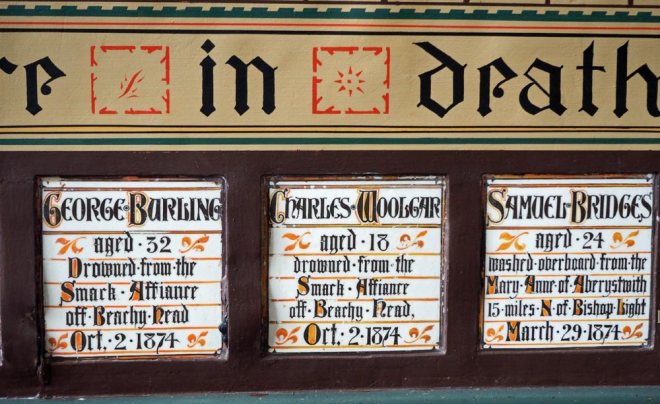 re in death
GEORGE·BURLING
aged·32
Drowned·from·the
Smack·Affiance
off·Beachy·Head
Oct, 2·1874
CHARLES·WOOLGAR
aged·18
drowned·from·the
Smack·Affiance
off·Beachy·Head,
Oct, 2·1874
SAMUEL·BRIDGES
aged·24
washed·overboard·from·the
Mary·Anne·of·Aberystwith
15·miles·N·of·Bishop·Light
March·29·1874